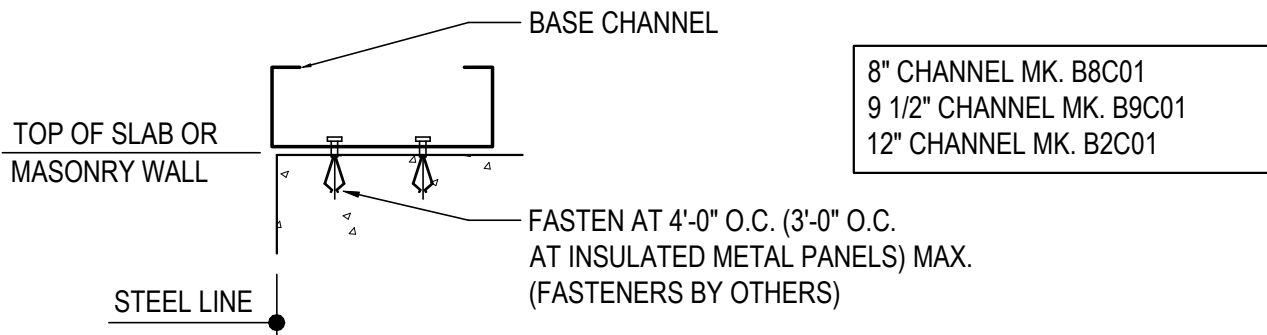 BASE CHANNEL
8" CHANNEL MK. B8C01
9 1/2" CHANNEL MK. B9C01
12" CHANNEL MK. B2C01
TOP OF SLAB OR
MASONRY WALL
FASTEN AT 4'-0" O.C. (3'-0" O.C.
AT INSULATED METAL PANELS) MAX.
(FASTENERS BY OTHERS)
STEEL LINE